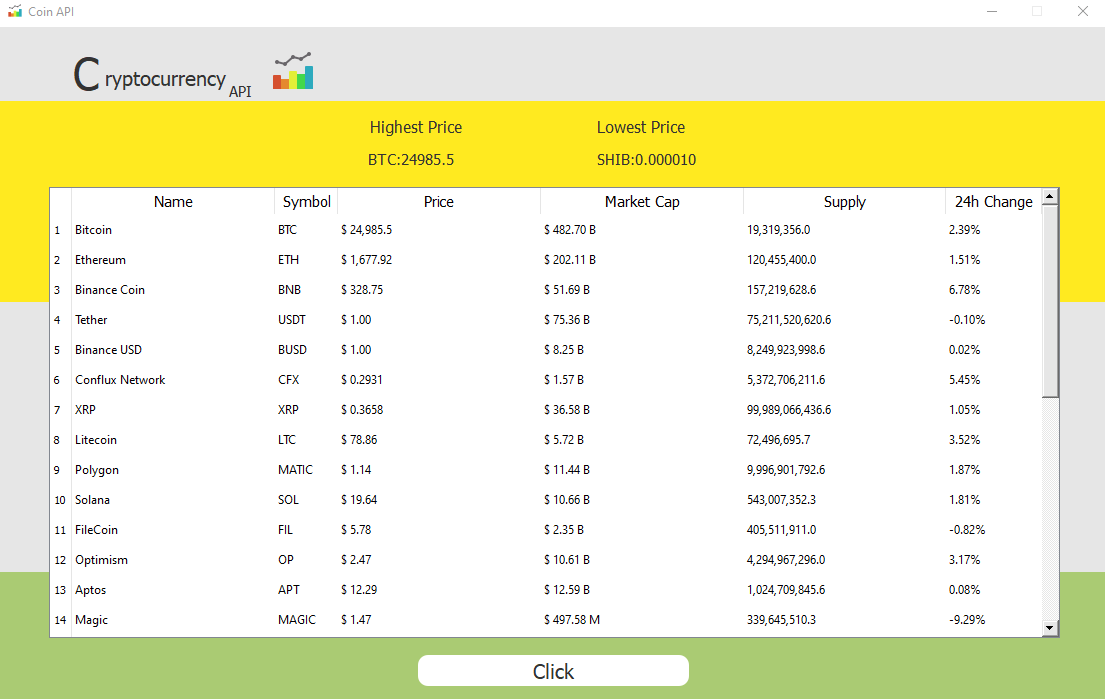 Coin API
Cryptocurrency API
Highest Price Lowest Price
BTC:24985.5 SHIB:0.000010
Name Symbol Price Market Cap Supply 24h Change
1 Bitcoin BTC $ 24,985.5 $ 482.70 B 19,319,356.0 2.39%
2 Ethereum ETH $ 1,677.92 $ 202.11 B 120,455,400.0 1.51%
3 Binance Coin BNB $ 328.75 $ 51.69 B 157,219,628.6 6.78%
4 Tether USDT $ 1.00 $ 75.36 B 75,211,520,620.6 -0.10%
5 Binance USD BUSD $ 1.00 $ 8.25 B 8,249,923,998.6 0.02%
6 Conflux Network CFX $ 0.2931 $ 1.57 B 5,372,706,211.6 5.45%
7 XRP XRP $ 0.3658 $ 36.58 B 99,989,066,436.6 1.05%
8 Litecoin LTC $ 78.86 $ 5.72 B 72,496,695.7 3.52%
9 Polygon MATIC $ 1.14 $ 11.44 B 9,996,901,792.6 1.87%
10 Solana SOL $ 19.64 $ 10.66 B 543,007,352.3 1.81%
11 FileCoin FIL $ 5.78 $ 2.35 B 405,511,911.0 -0.82%
12 Optimism OP $ 2.47 $ 10.61 B 4,294,967,296.0 3.17%
13 Aptos APT $ 12.29 $ 12.59 B 1,024,709,845.6 0.08%
14 Magic MAGIC $ 1.47 $ 497.58 M 339,645,510.3 -9.29%
Click